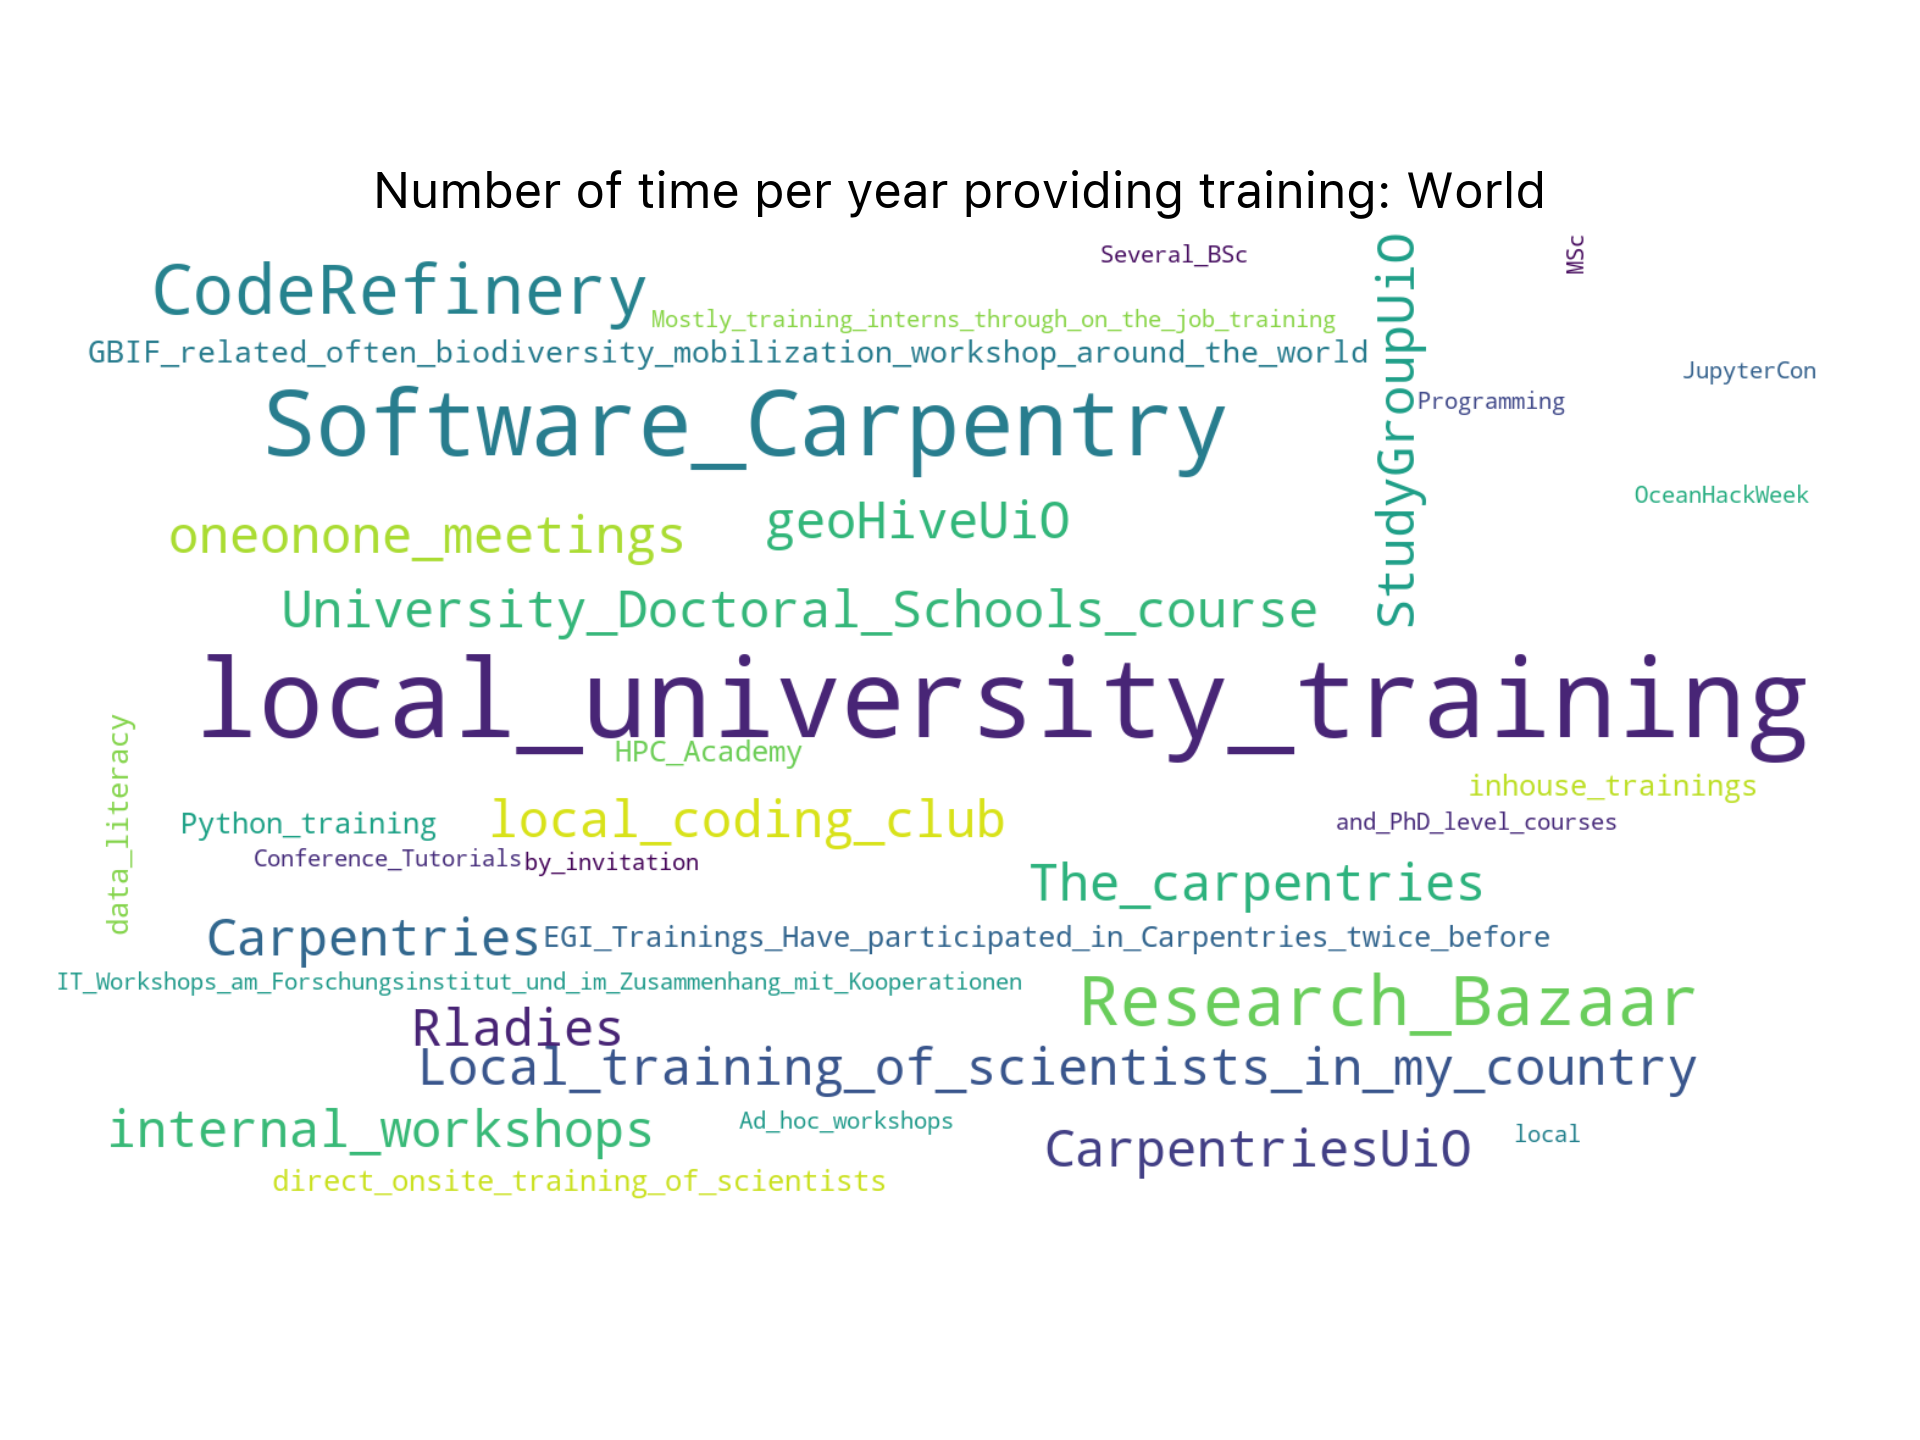 Number of time per year providing training: World
Several_BSc
MSc
CodeRefinery
StudyGroupUiO
Mostly_training_interns_through_on_the_job_training
GBIF_related_often_biodiversity_mobilization_workshop_around_the_world
JupyterCon
Programming
Software_Carpentry
OceanHackWeek
oneonone_meetings
geoHiveUiO
University_Doctoral_Schools_course
local_university_training
HPC_Academy
data_literacy
inhouse_trainings
Python_training
local_coding_club
and_PhD_level_courses
Conference_Tutorials
by_invitation
The_carpentries
Carpentries
EGI_Trainings_Have_participated_in_Carpentries_twice_before
IT_Workshops_am_Forschungsinstitut_und_im_Zusammenhang_mit_Kooperationen
Research_Bazaar
Rladies
Local_training_of_scientists_in_my_country
internal_workshops
Ad_hoc_workshops
CarpentriesUiO
local
direct_onsite_training_of_scientists